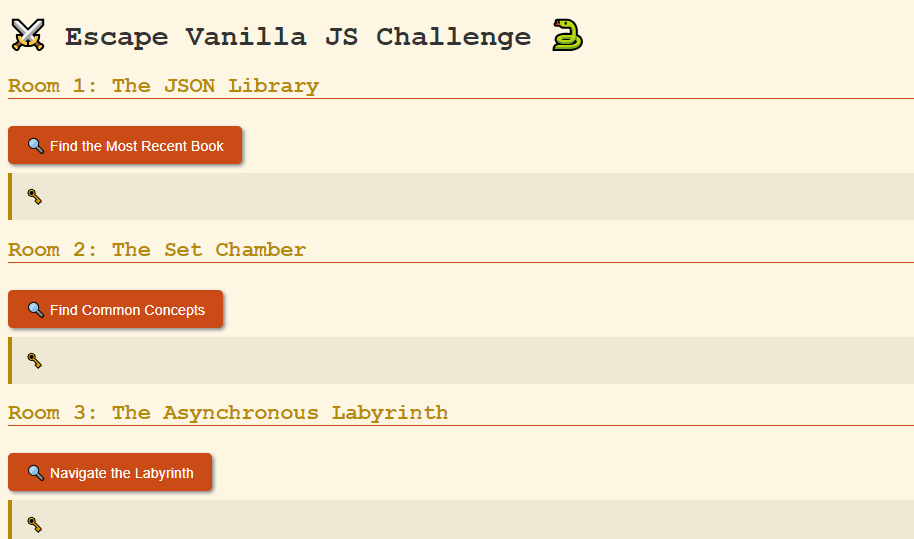 ⚔️ Escape Vanilla JS Challenge 🐍
Room 1: The JSON Library
🔍 Find the Most Recent Book
🗝️
Room 2: The Set Chamber
🔍 Find Common Concepts
🗝️
Room 3: The Asynchronous Labyrinth
🔍 Navigate the Labyrinth
🗝️